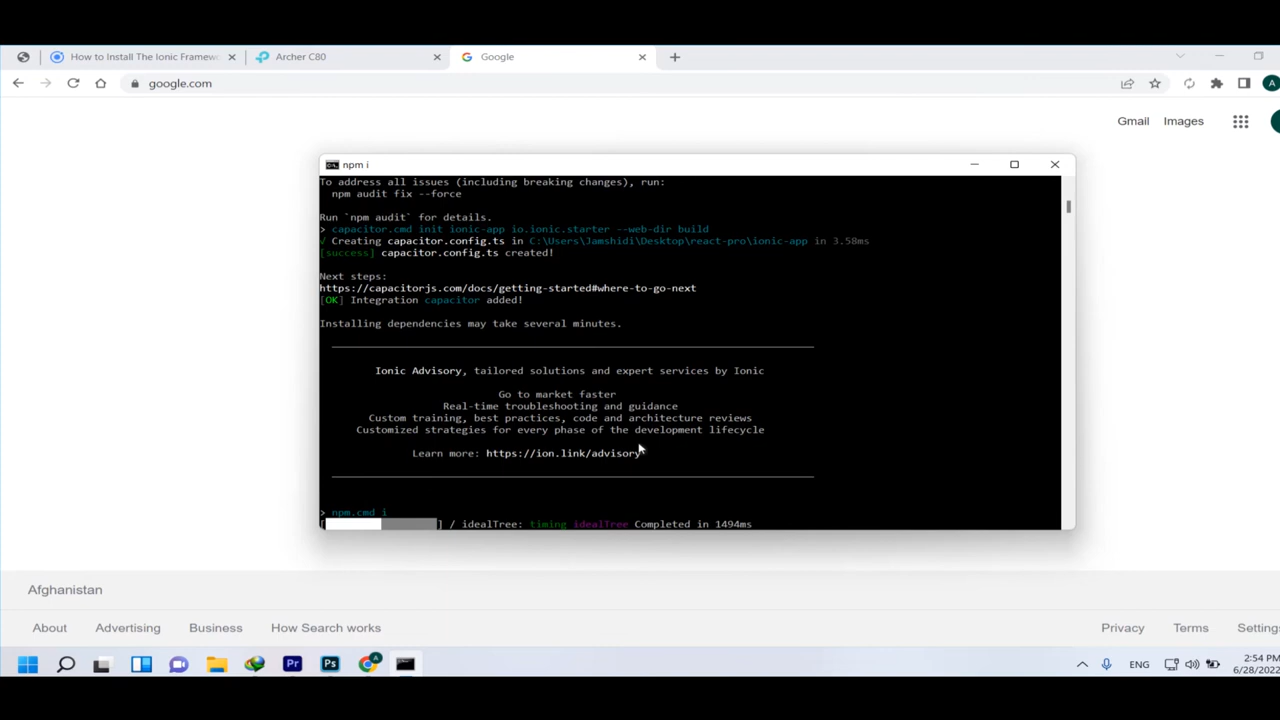 How to Install The Ionic Framew
Archer C80
Google
google.com
Gmail
Images
npm i
To address all issues (including breaking changes), run:
npm audit fix --force
Run `npm audit` for details.
> capacitor.cmd init ionic-app io.ionic.starter --web-dir build
√ Creating capacitor.config.ts in C:\Users\Jamshidi\Desktop\react-pro\ionic-app in 3.58ms
[success] capacitor.config.ts created!
Next steps:
https://capacitorjs.com/docs/getting-started#where-to-go-next
[OK] Integration capacitor added!
Installing dependencies may take several minutes.
Ionic Advisory, tailored solutions and expert services by Ionic
Go to market faster
Real-time troubleshooting and guidance
Custom training, best practices, code and architecture reviews
Customized strategies for every phase of the development lifecycle
Learn more: https://ion.link/advisory
> npm.cmd i
[ ] / idealTree: timing idealTree Completed in 1494ms
Afghanistan
About Advertising Business How Search works Privacy Terms Settings
Pr Ps ENG 2:54 PM
6/28/2022